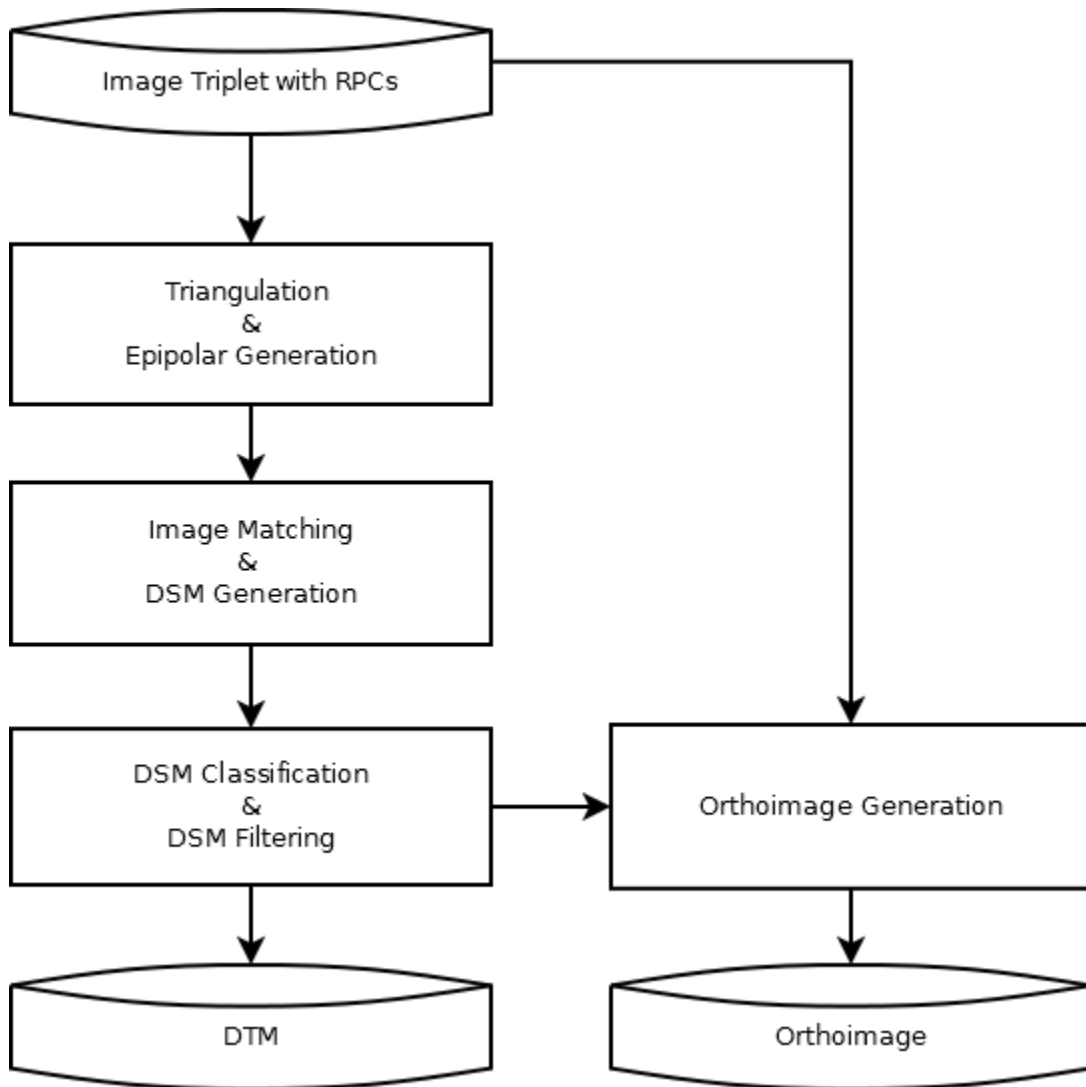 Image Triplet with RPCs
Triangulation
&
Epipolar Generation
Image Matching
&
DSM Generation
DSM Classification
&
DSM Filtering
Orthoimage Generation
DTM
Orthoimage